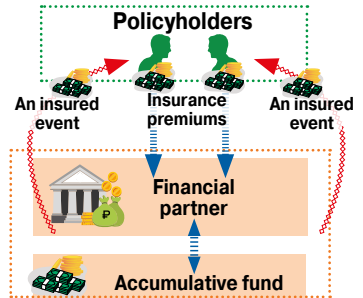 Policyholders
An insured
event
Insurance
premiums
An insured
event
Financial
partner
₽
Accumulative fund